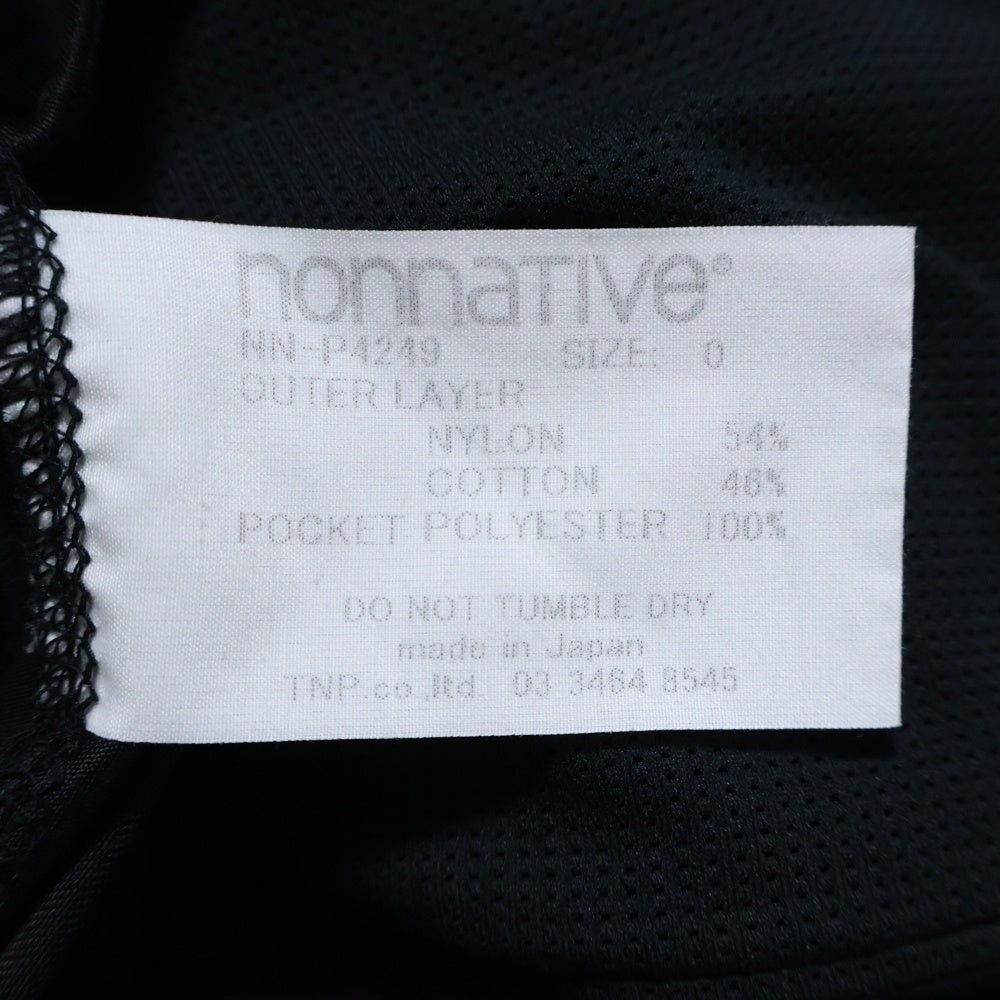 nonnative°
NN-P4249 SIZE: 0
OUTER LAYER
NYLON 54%
COTTON 46%
POCKET POLYESTER 100%
DO NOT TUMBLE DRY
made in Japan
TNP.co.,ltd. 03 3464 8545